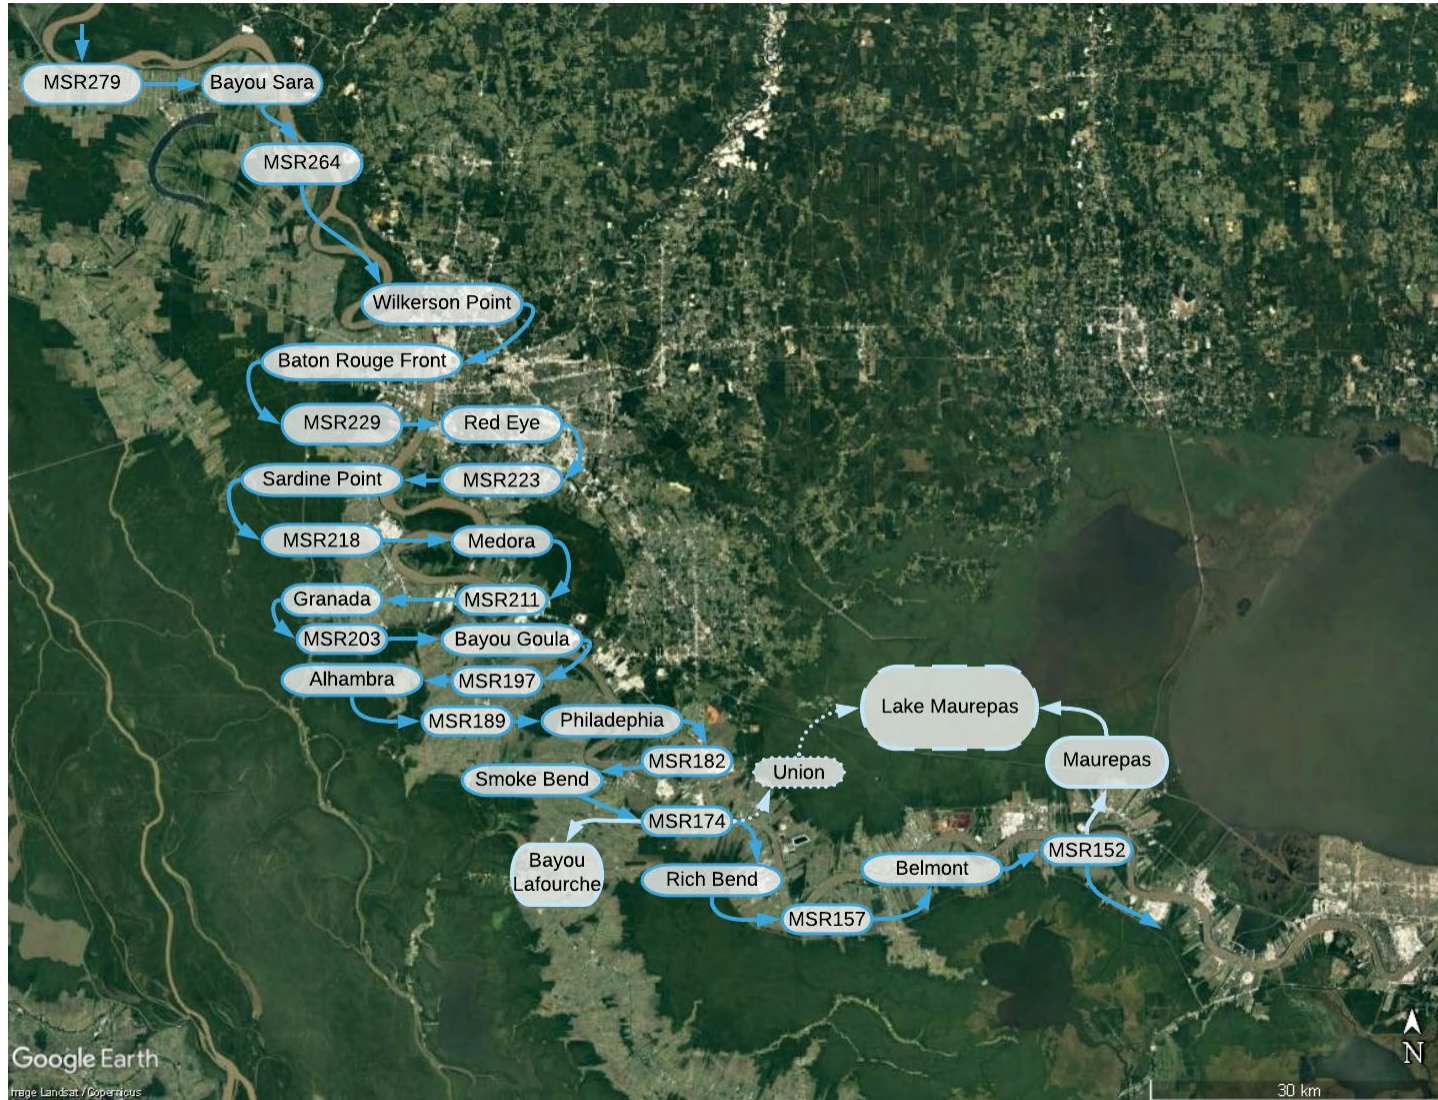 MSR279
Bayou Sara
MSR264
Wilkerson Point
Baton Rouge Front
MSR229
Red Eye
Sardine Point
MSR223
MSR218
Medora
Granada
MSR211
MSR203
Bayou Goula
Alhambra
MSR197
MSR189
Philadephia
Lake Maurepas
MSR182
Maurepas
Smoke Bend
Union
MSR174
MSR152
Bayou
Lafourche
Rich Bend
Belmont
MSR157
N
Google Earth
Image Landsat / Copernicus
30 km